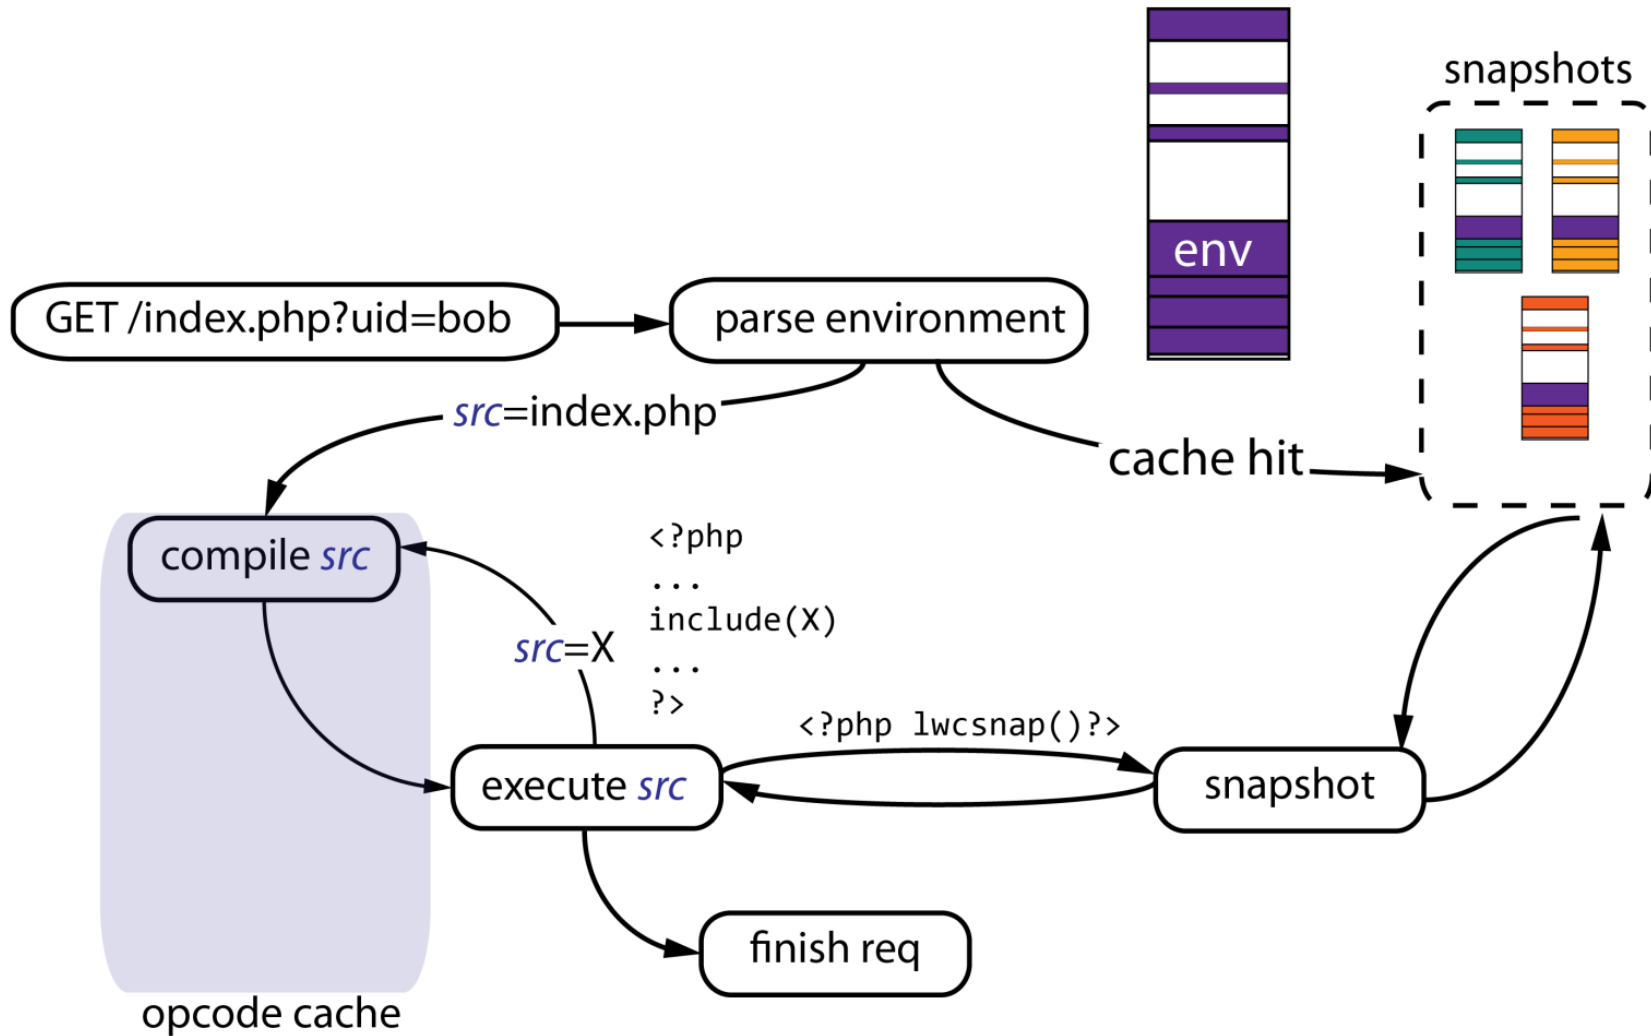 snapshots
env
GET /index.php?uid=bob
parse environment
src=index.php
cache hit
compile src
<?php
...
include(X)
...
?>
src=X
<?php lwcsnap()?>
execute src
snapshot
finish req
opcode cache